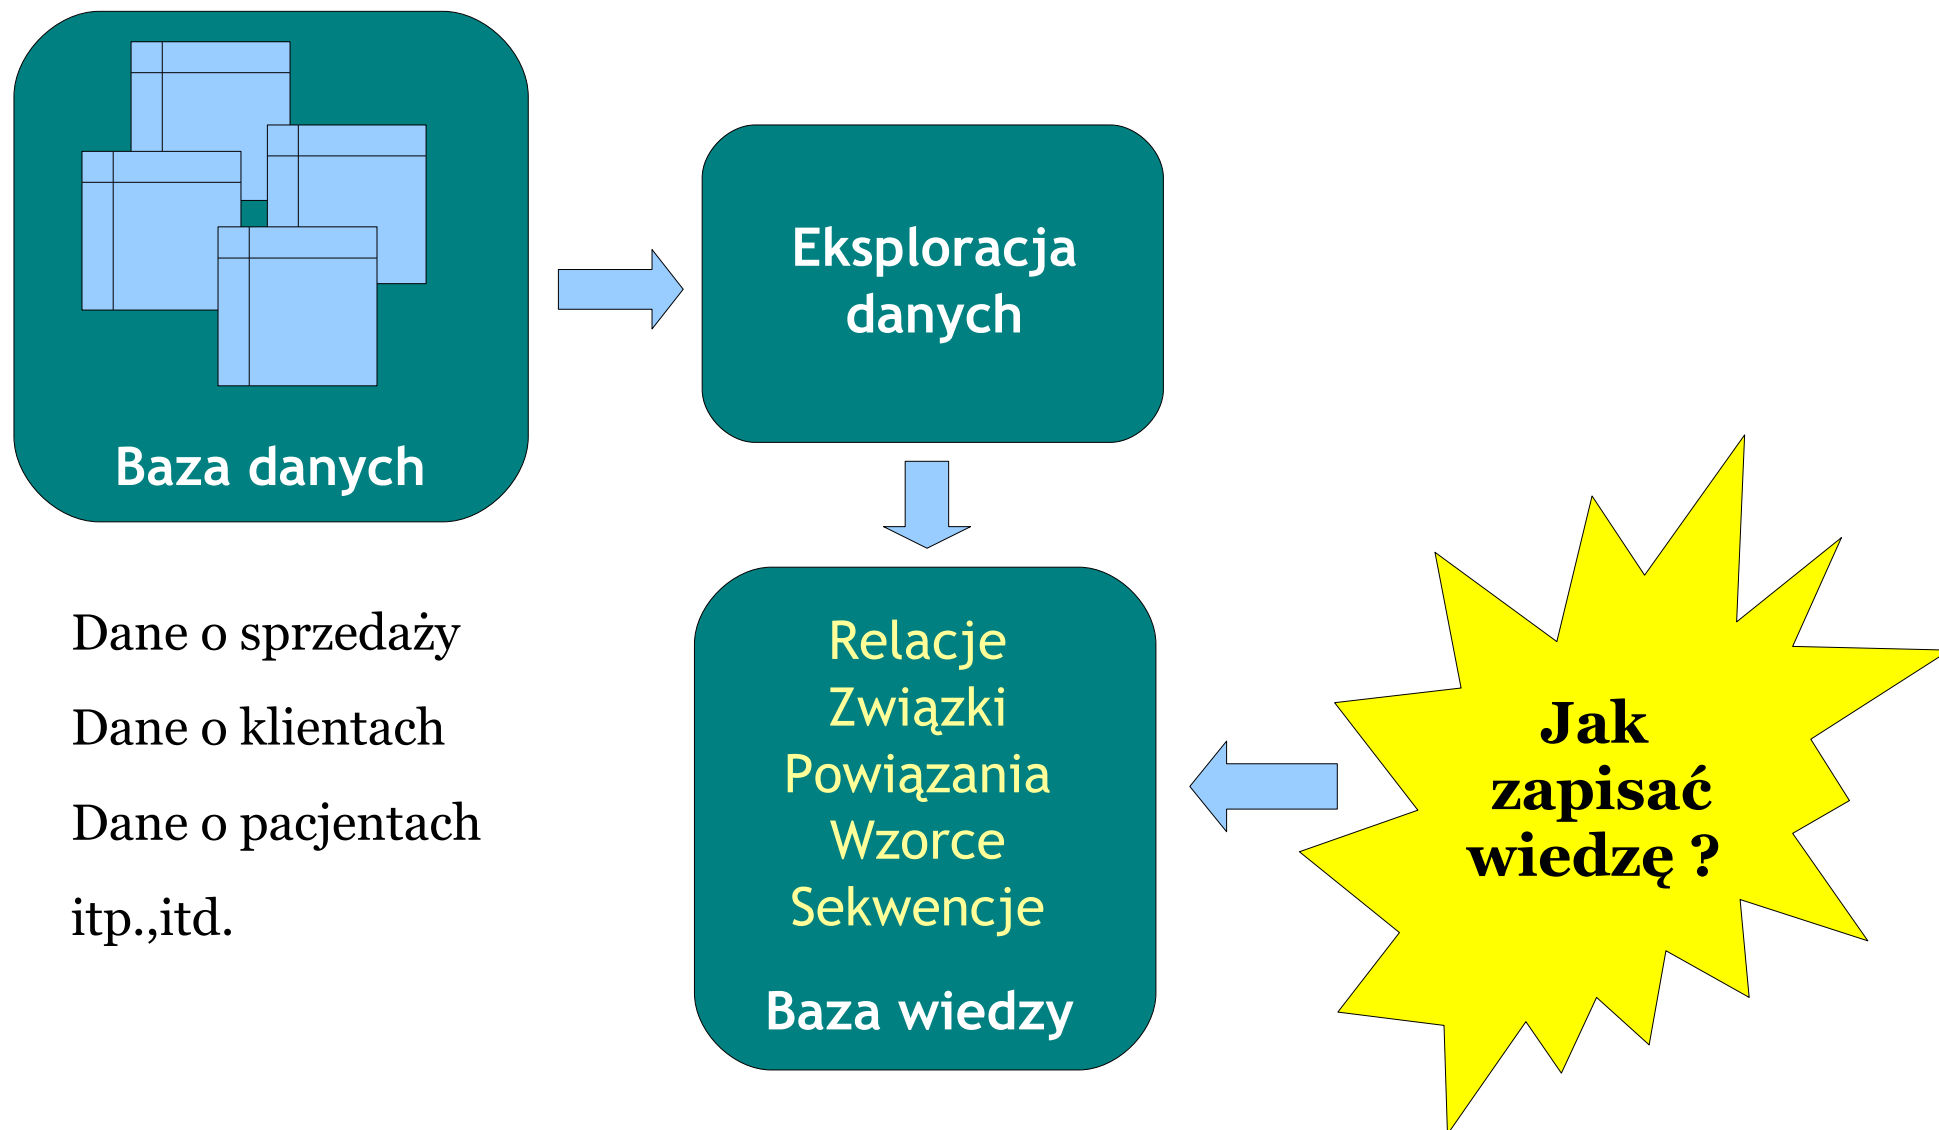 Baza danych
Dane o sprzedaży
Dane o klientach
Dane o pacjentach
itp.,itd.
Eksploracja
danych
Relacje
Związki
Powiązania
Wzorce
Sekwencje
Baza wiedzy
Jak
zapisać
wiedzę ?